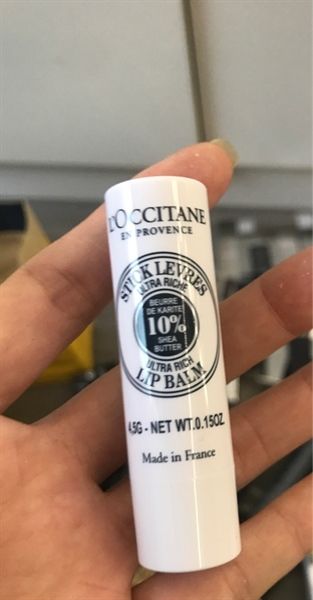 L'OCCITANE
EN PROVENCE
STICK LEVRES
ULTRA RICHE
BEURRE
DE KARITE
10%
SHEA
BUTTER
ULTRA RICH
LIP BALM
4,5G - NET WT.0.15OZ
Made in France